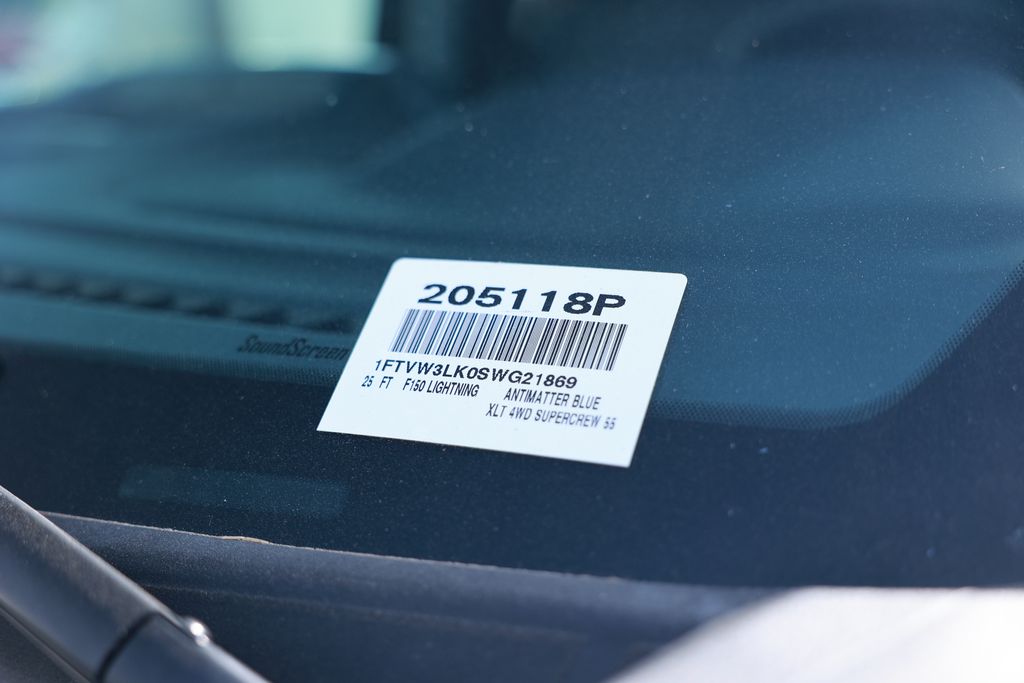 205118P
SoundScreen
1FTVW3LK0SWG21869
25 FT F150 LIGHTNING ANTIMATTER BLUE
XLT 4WD SUPERCREW 55